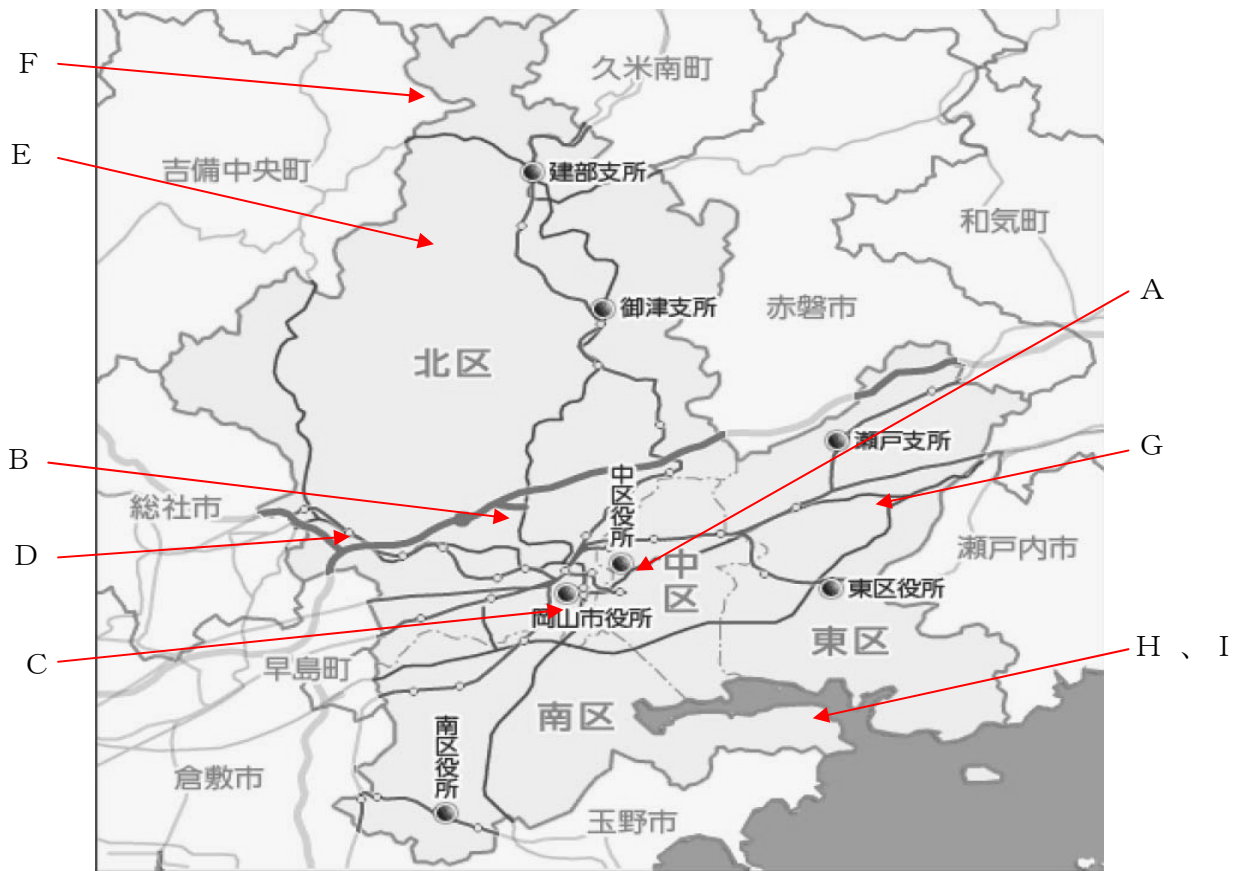 F
久米南町
E
吉備中央町
建部支所
和気町
御津支所
赤磐市
A
北区
B
瀬戸支所
G
中区役所
総社市
D
瀬戸内市
中区
東区役所
岡山市役所
C
早島町
東区
H 、 I
南区
南区役所
倉敷市
玉野市